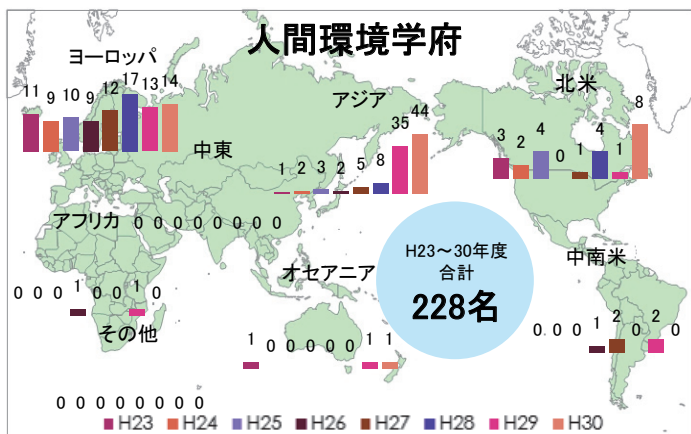 人間環境学府
ヨーロッパ
11 9 10 9 12 17 13 14
アジア
1 2 3 2 5 8 35 44
北米
3 2 4 0 1 4 1 8
中東
0 0 0 0 0 0 0 0
アフリカ
0 0 0 1 0 0 1 0
オセアニア
1 0 0 0 0 0 1 1
H23~30年度
合計
228名
中南米
0 0 0 1 2 0 2 0
その他
0 0 0 0 0 0 0 0
H23 H24 H25 H26 H27 H28 H29 H30